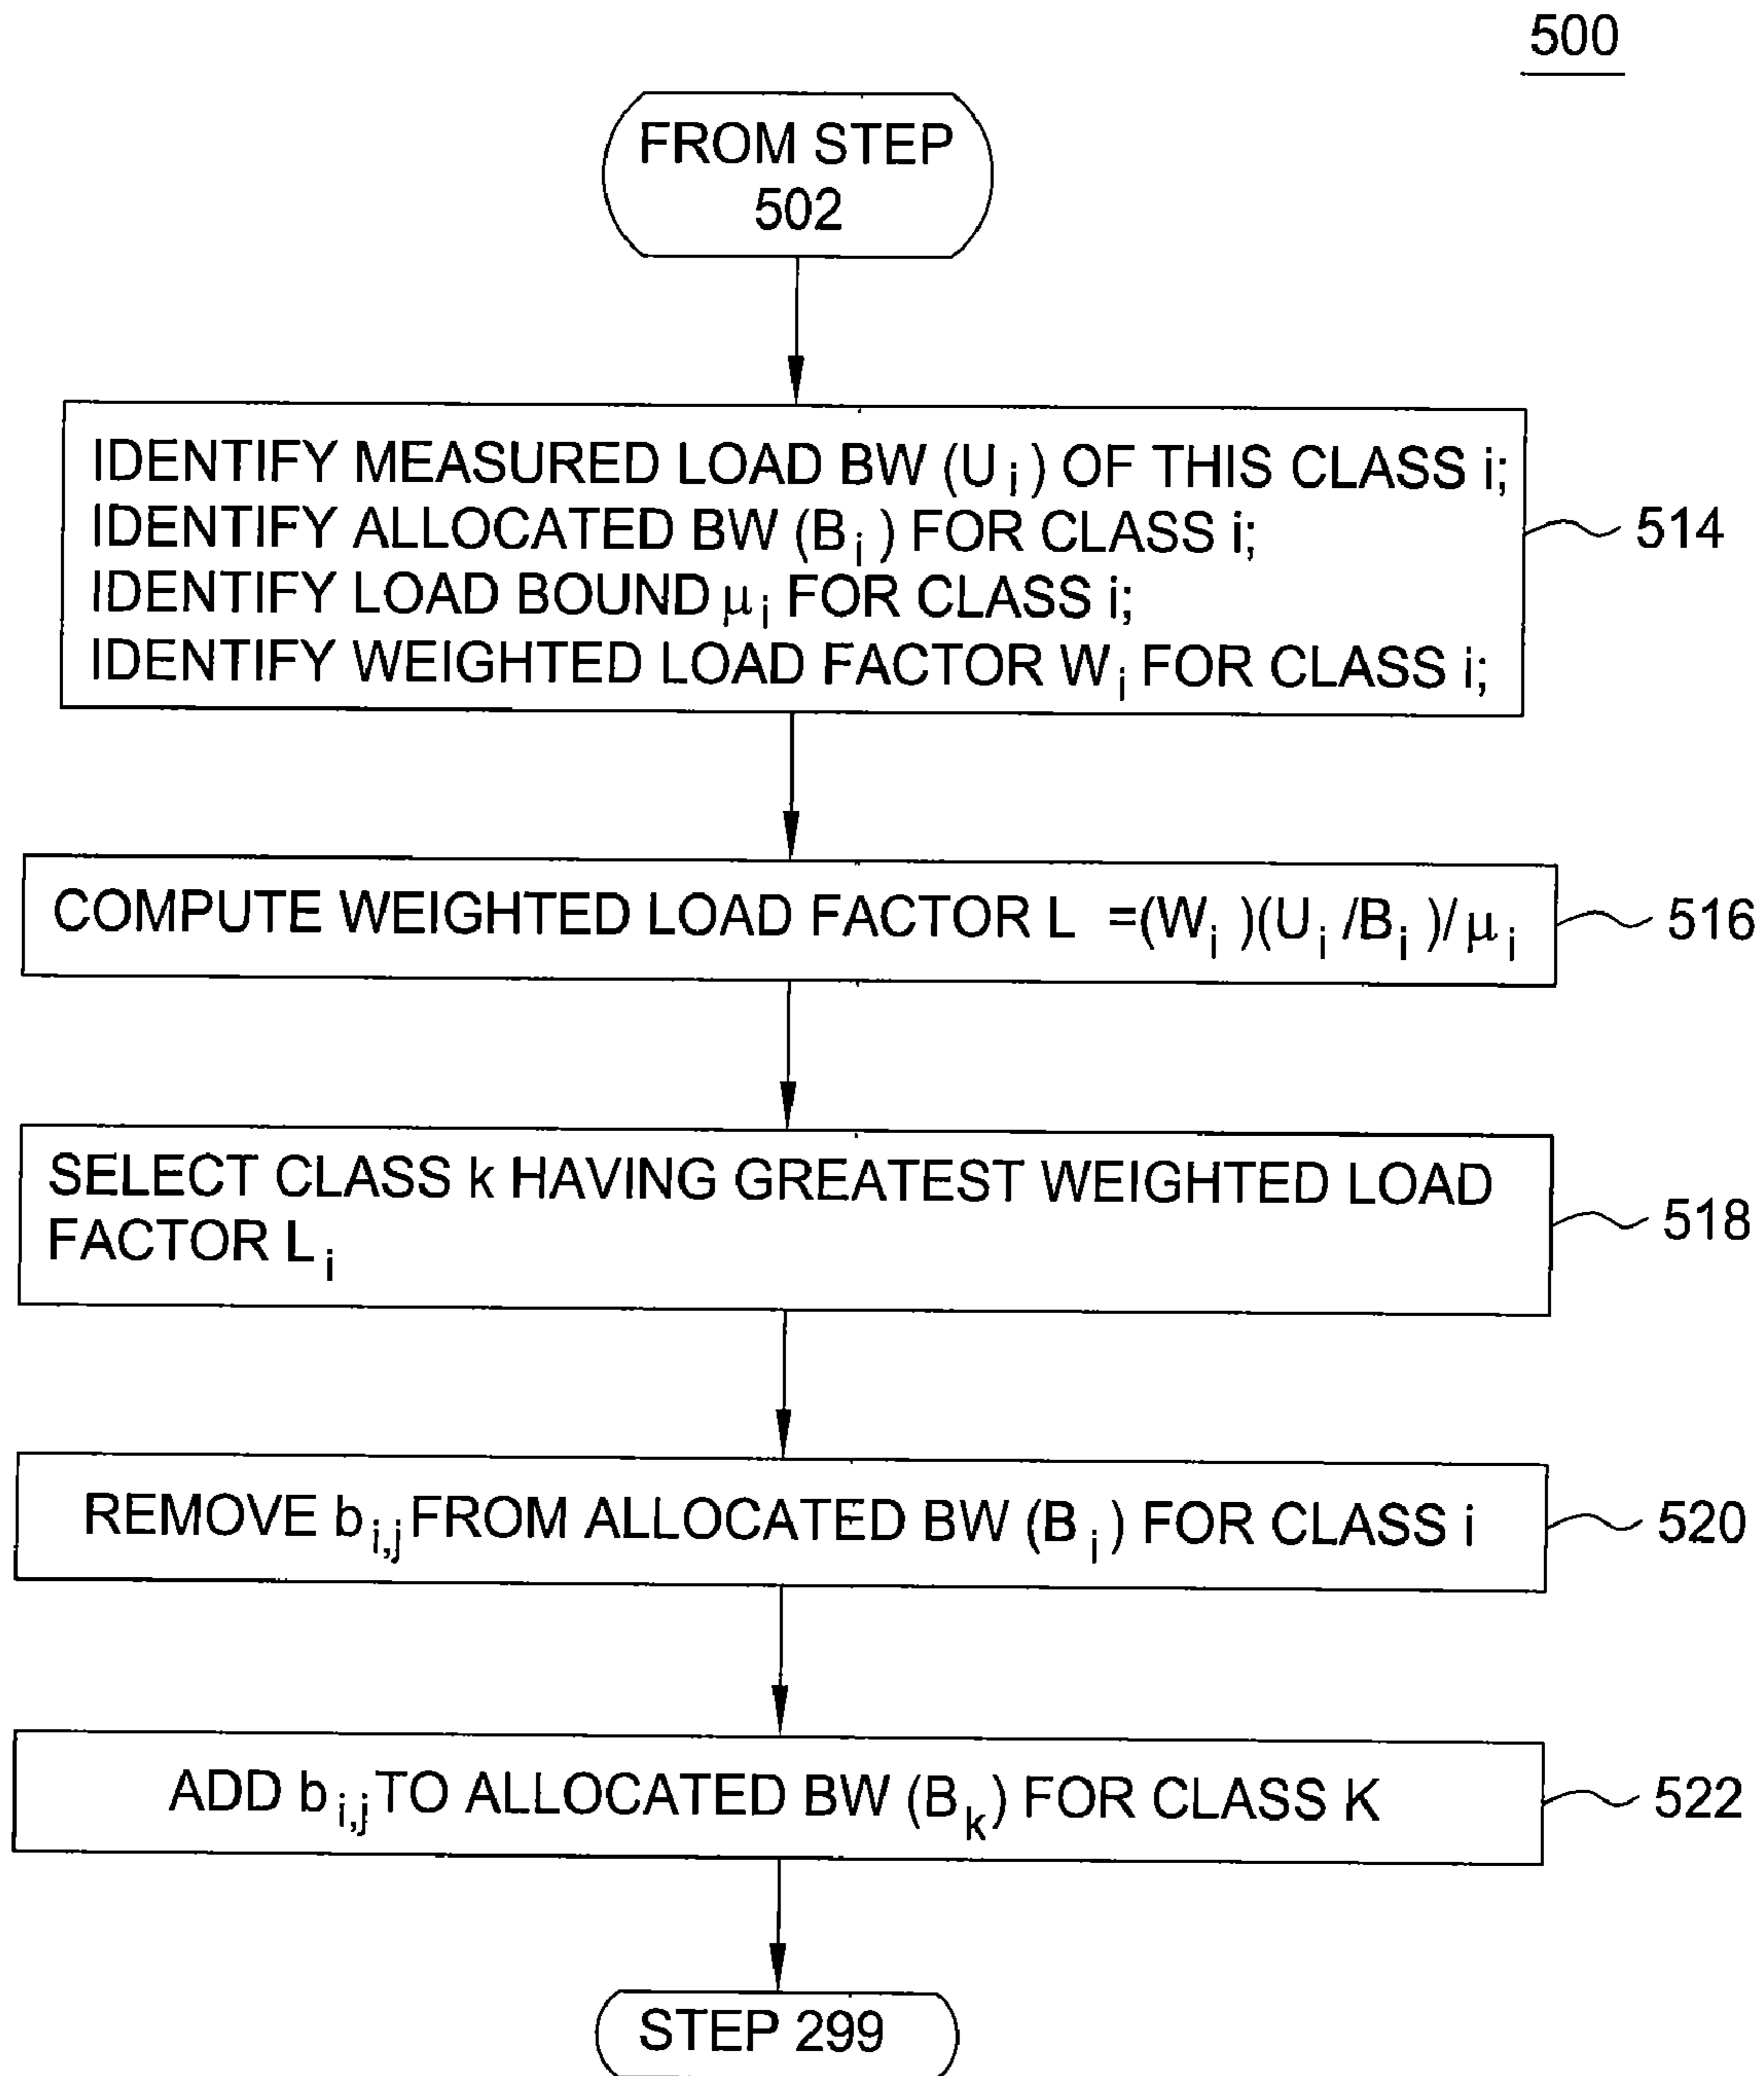 500
FROM STEP
502
IDENTIFY MEASURED LOAD BW (Ui) OF THIS CLASS i;
IDENTIFY ALLOCATED BW (Bi) FOR CLASS i;
IDENTIFY LOAD BOUND μi FOR CLASS i;
IDENTIFY WEIGHTED LOAD FACTOR Wi FOR CLASS i;
514
COMPUTE WEIGHTED LOAD FACTOR L =(Wi)(Ui/Bi)/μi
516
SELECT CLASS k HAVING GREATEST WEIGHTED LOAD
FACTOR Li
518
REMOVE bi,j FROM ALLOCATED BW (Bi) FOR CLASS i
520
ADD bi,j TO ALLOCATED BW (Bk) FOR CLASS K
522
STEP 299